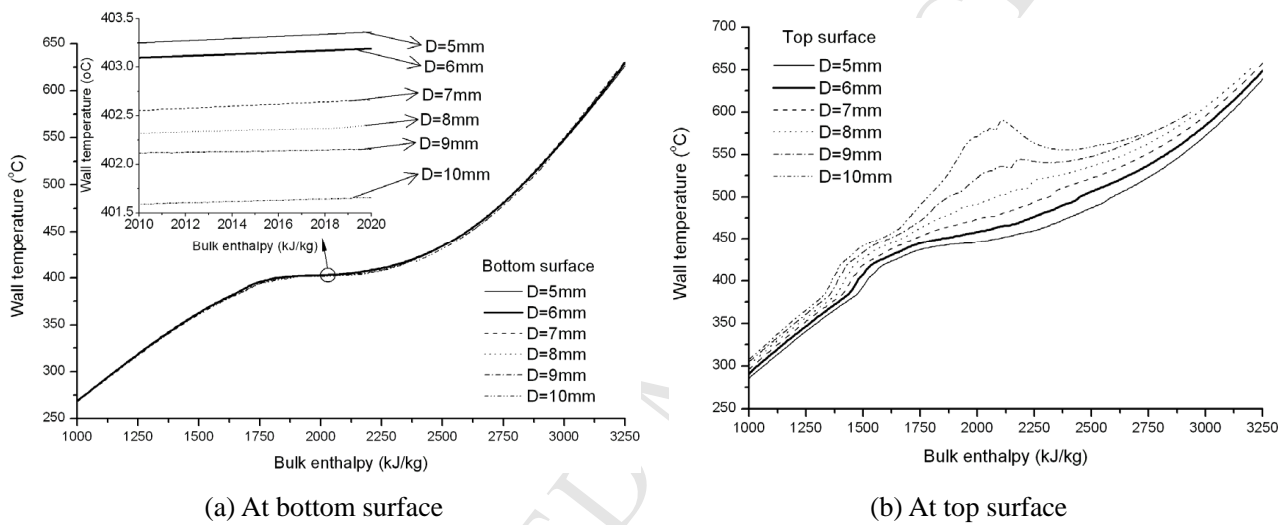 403.5
403.0
402.5
402.0
401.5
Wall temperature (oC)
2010 2012 2014 2016 2018 2020
Bulk enthalpy (kJ/kg)
D=5mm
D=6mm
D=7mm
D=8mm
D=9mm
D=10mm
650
600
550
500
450
400
350
300
250
Wall temperature (°C)
Bottom surface
D=5mm
D=6mm
D=7mm
D=8mm
D=9mm
D=10mm
1000 1250 1500 1750 2000 2250 2500 2750 3000 3250
Bulk enthalpy (kJ/kg)
(a) At bottom surface
700
650
600
550
500
450
400
350
300
250
Wall temperature (°C)
Top surface
D=5mm
D=6mm
D=7mm
D=8mm
D=9mm
D=10mm
1000 1250 1500 1750 2000 2250 2500 2750 3000 3250
Bulk enthalpy (kJ/kg)
(b) At top surface